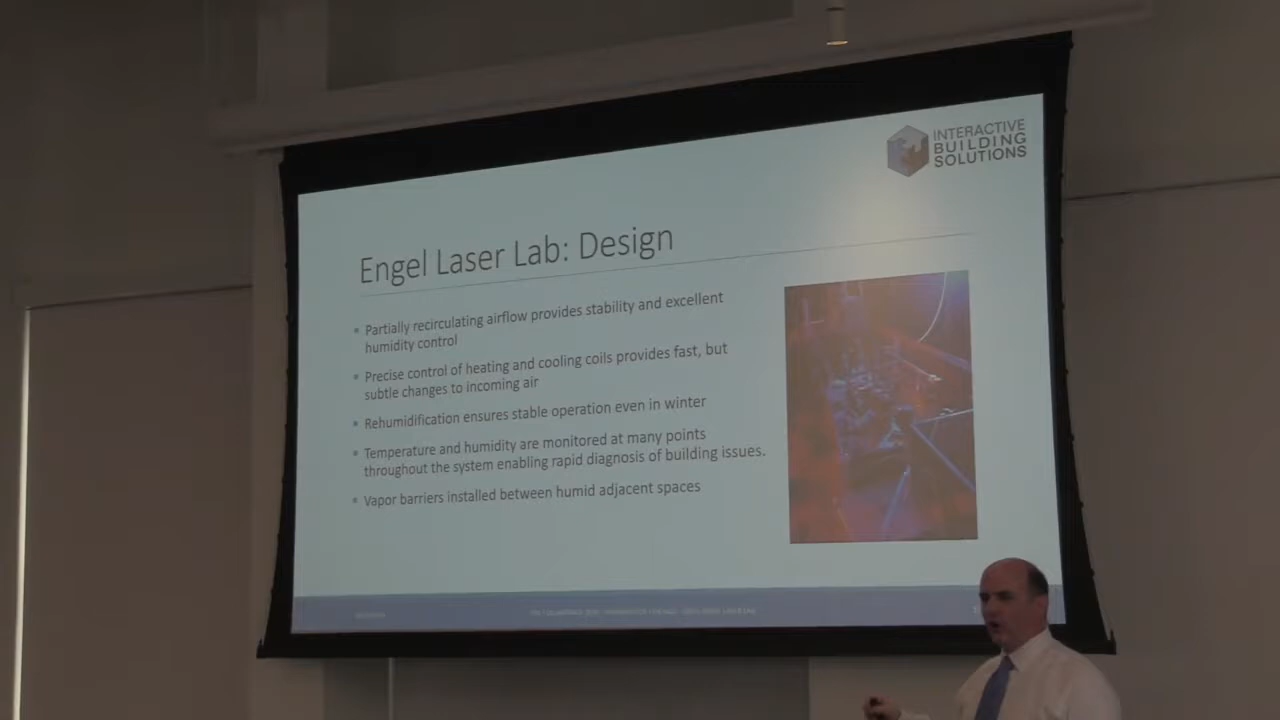 INTERACTIVE
BUILDING
SOLUTIONS
Engel Laser Lab: Design
Partially recirculating airflow provides stability and excellent
humidity control
Precise control of heating and cooling coils provides fast, but
subtle changes to incoming air
Rehumidification ensures stable operation even in winter
Temperature and humidity are monitored at many points
throughout the system enabling rapid diagnosis of building issues.
Vapor barriers installed between humid adjacent spaces